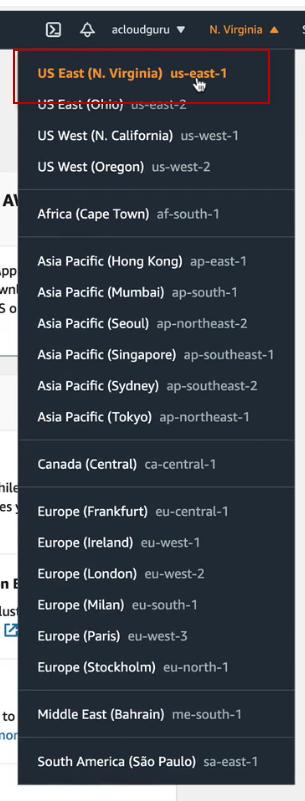 acloudguru ▼ N. Virginia ▲
US East (N. Virginia) us-east-1
US East (Ohio) us-east-2
US West (N. California) us-west-1
US West (Oregon) us-west-2
Africa (Cape Town) af-south-1
Asia Pacific (Hong Kong) ap-east-1
Asia Pacific (Mumbai) ap-south-1
Asia Pacific (Seoul) ap-northeast-2
Asia Pacific (Singapore) ap-southeast-1
Asia Pacific (Sydney) ap-southeast-2
Asia Pacific (Tokyo) ap-northeast-1
Canada (Central) ca-central-1
Europe (Frankfurt) eu-central-1
Europe (Ireland) eu-west-1
Europe (London) eu-west-2
Europe (Milan) eu-south-1
Europe (Paris) eu-west-3
Europe (Stockholm) eu-north-1
Middle East (Bahrain) me-south-1
South America (São Paulo) sa-east-1